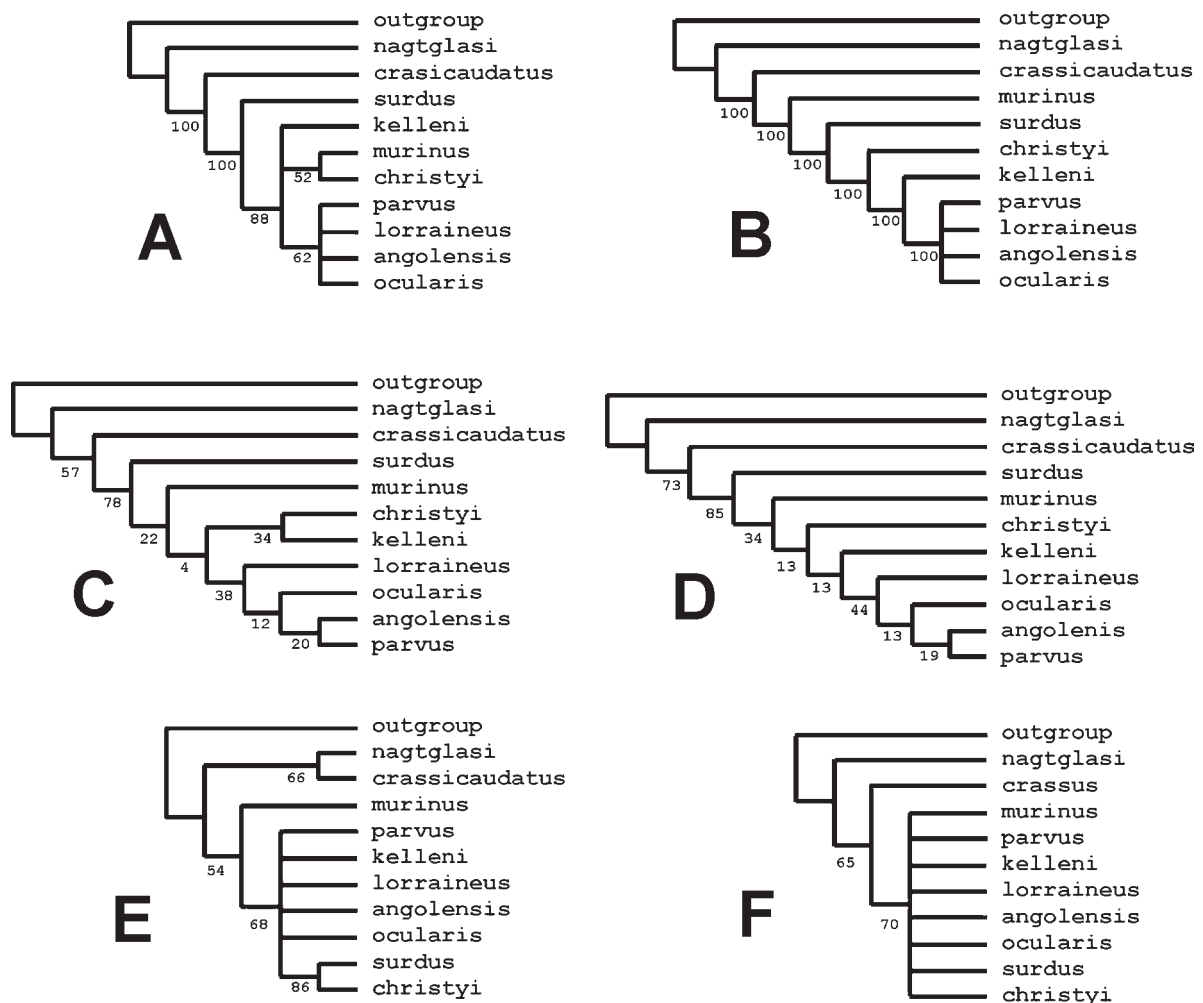 outgroup
nagtglasi
crasicaudatus
surdus
kelleni
murinus
christyi
parvus
lorraineus
angolensis
ocularis
100
100
88
52
62
A
outgroup
nagtglasi
crassicaudatus
murinus
surdus
christyi
kelleni
parvus
lorraineus
angolensis
ocularis
100
100
100
100
100
100
B
outgroup
nagtglasi
crassicaudatus
surdus
murinus
christyi
kelleni
lorraineus
ocularis
angolensis
parvus
57
78
22
4
34
38
12
20
C
outgroup
nagtglasi
crassicaudatus
surdus
murinus
christyi
kelleni
lorraineus
ocularis
angolenis
parvus
73
85
34
13
13
44
13
19
D
outgroup
nagtglasi
crassicaudatus
murinus
parvus
kelleni
lorraineus
angolensis
ocularis
surdus
christyi
66
54
68
86
E
outgroup
nagtglasi
crassus
murinus
parvus
kelleni
lorraineus
angolensis
ocularis
surdus
christyi
65
70
F